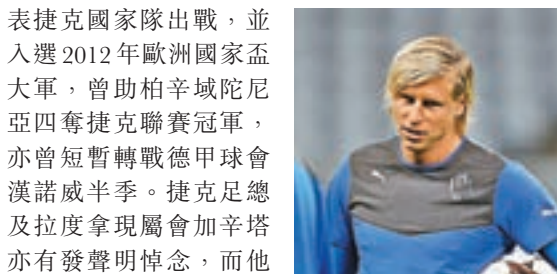 表捷克國家隊出戰，並
入選2012年歐洲國家盃
大軍，曾助柏辛域陀尼
亞四奪捷克聯賽冠軍，
亦曾短暫轉戰德甲球會
漢諾威半季。捷克足總
及拉度拿現屬會加辛塔
亦有發聲明悼念，而他